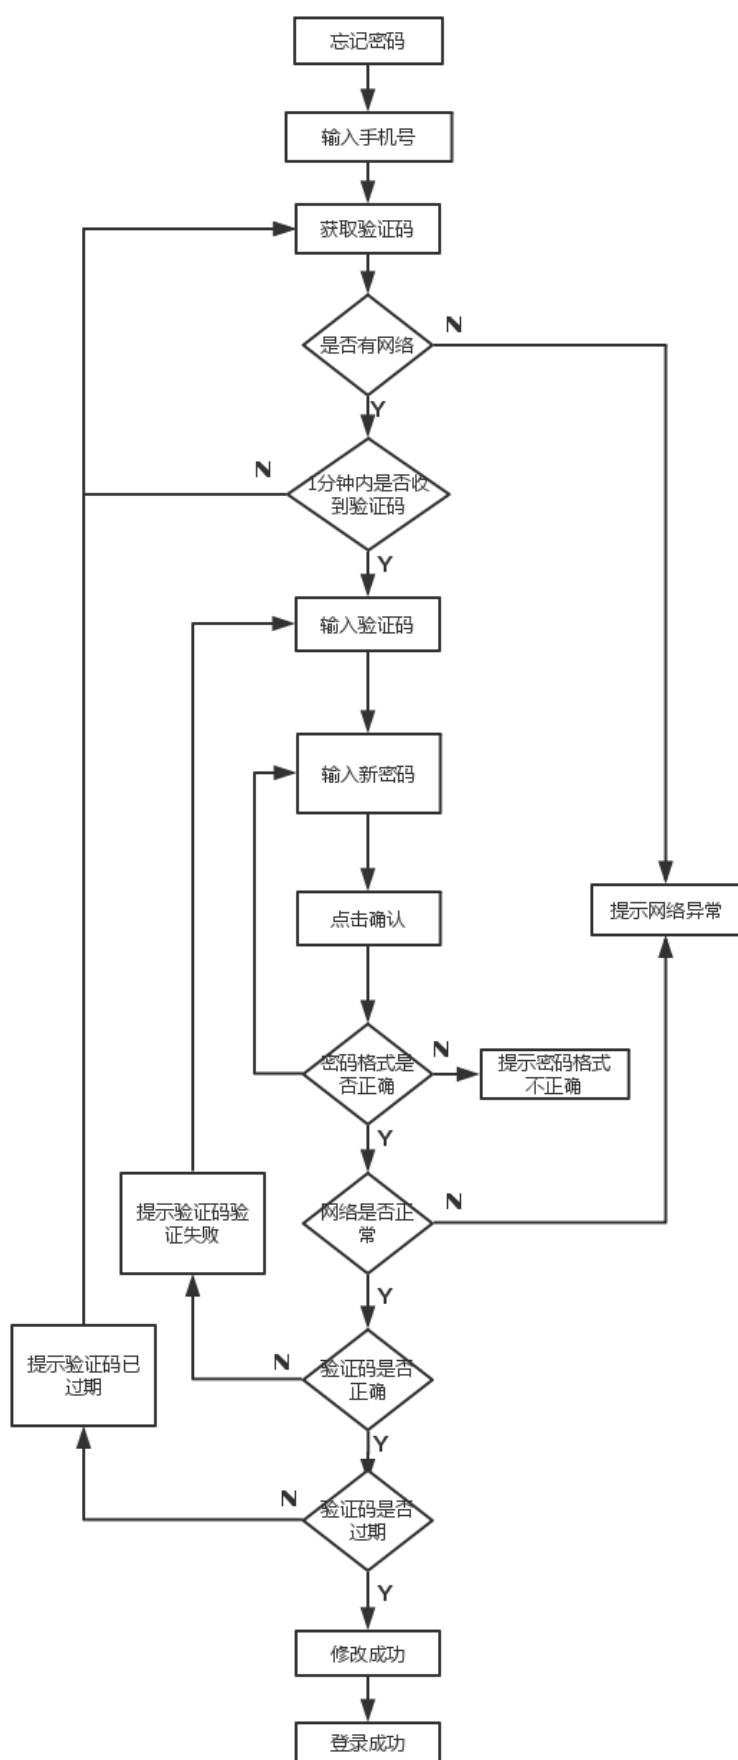 忘记密码
输入手机号
获取验证码
是否有网络
N
Y
1分钟内是否收
到验证码
N
Y
输入验证码
输入新密码
点击确认
提示网络异常
密码格式是
否正确
N
提示密码格式
不正确
Y
网络是否正
常
N
提示验证码验
证失败
Y
验证码是否
正确
N
提示验证码已
过期
Y
验证码是否
过期
N
Y
修改成功
登录成功